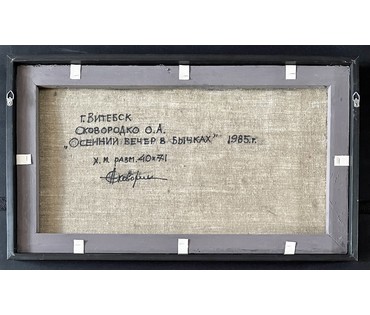 г. Витебск
Сковородко О.А.
„Осенний вечер в Бычках" 1985 г.
х.м. разм. 40×71